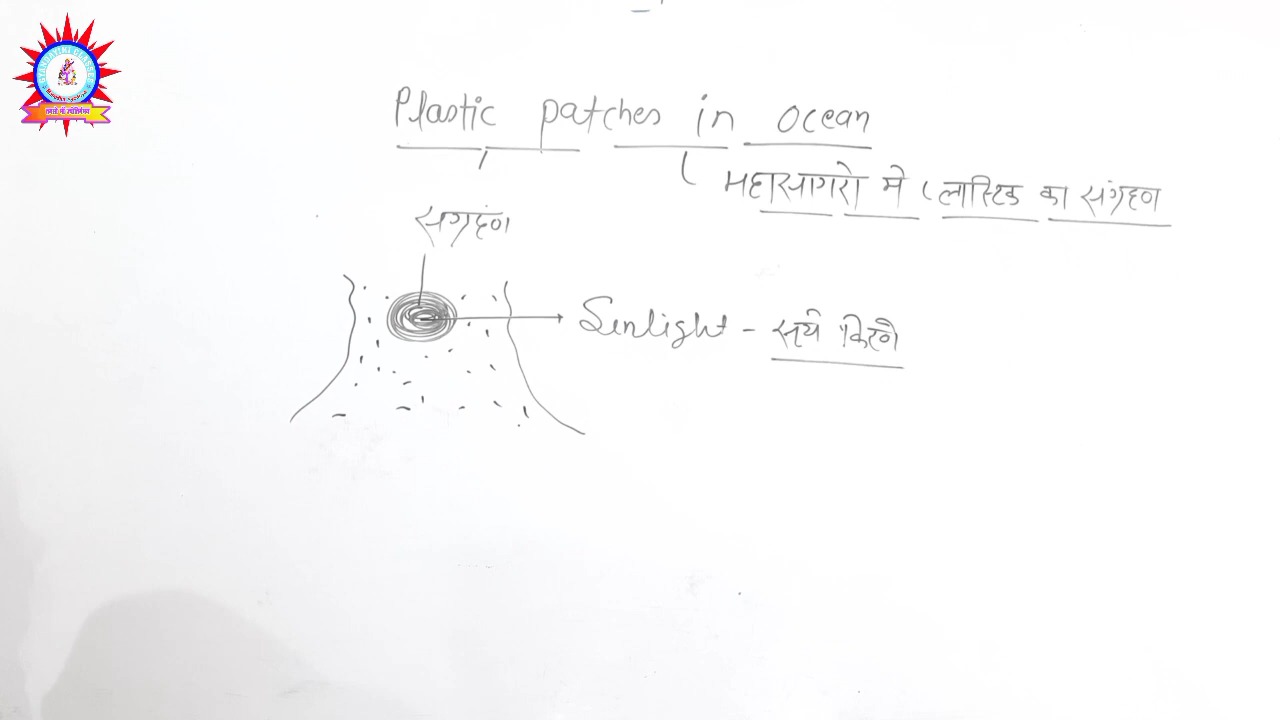 Plastic patches in ocean
महासागरो मे प्लास्टिक का संग्रहण
संग्रहण
Sunlight - सूर्य किरणे